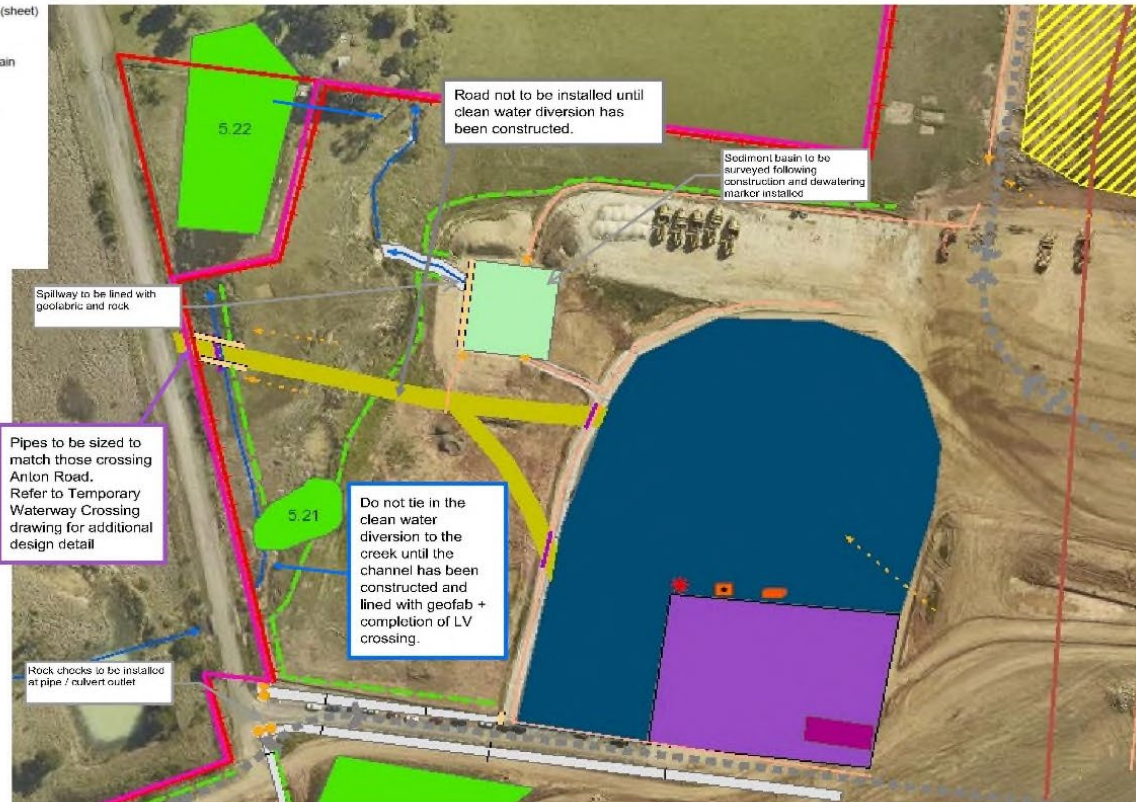 (sheet)
ain
5.22
Road not to be installed until
clean water diversion has
been constructed.
Sediment basin to be
surveyed following
construction and dewatering
marker installed
Spillway to be lined with
geofabric and rock
Pipes to be sized to
match those crossing
Anton Road.
Refer to Temporary
Waterway Crossing
drawing for additional
design detail
5.21
Do not tie in the
clean water
diversion to the
creek until the
channel has been
constructed and
lined with geofab +
completion of LV
crossing.
Rock checks to be installed
at pipe / culvert outlet